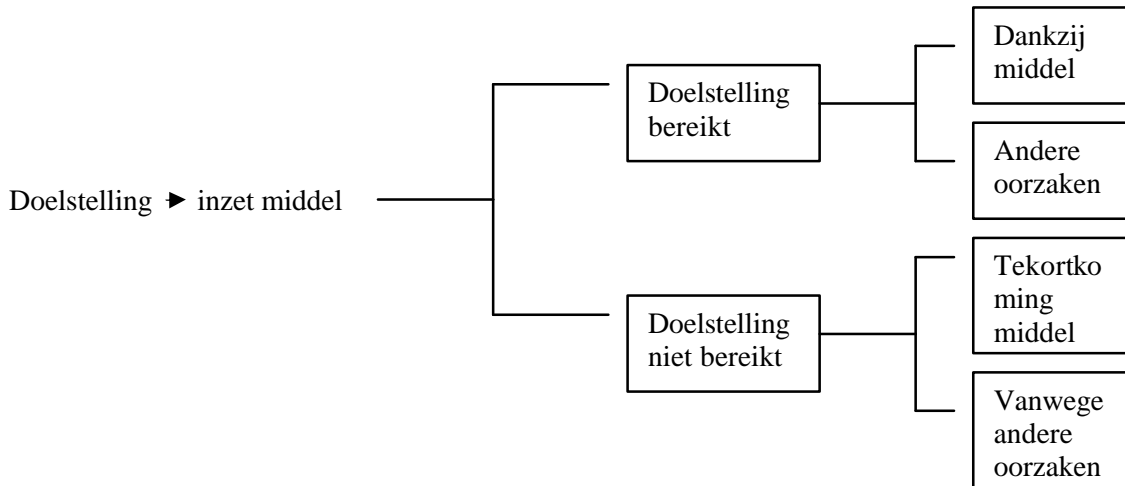 Doelstelling ► inzet middel
Doelstelling
bereikt
Dankzij
middel
Andere
oorzaken
Doelstelling
niet bereikt
Tekortko
ming
middel
Vanwege
andere
oorzaken